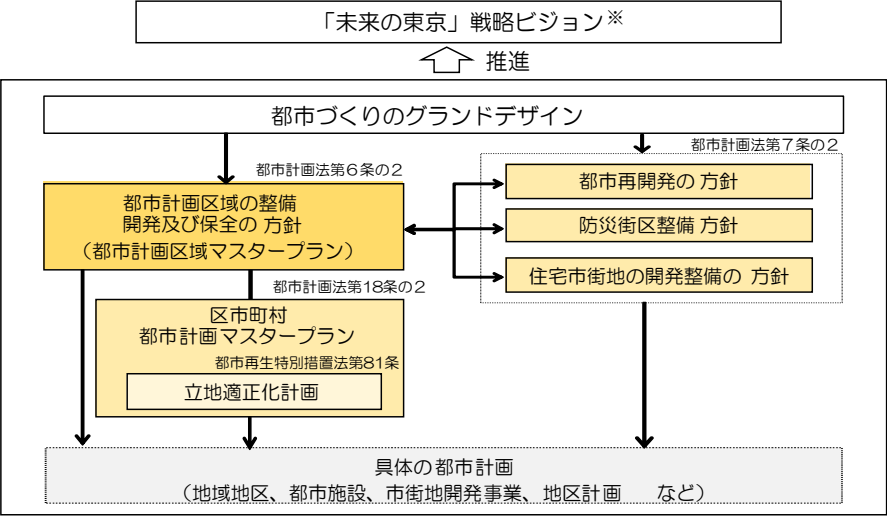 「未来の東京」戦略ビジョン※
推進
都市づくりのグランドデザイン
都市計画法第7条の2
都市計画法第6条の2
都市計画区域の整備
開発及び保全の 方針
（都市計画区域マスタープラン）
都市再開発の 方針
防災街区整備 方針
住宅市街地の開発整備の 方針
都市計画法第18条の2
区市町村
都市計画マスタープラン
都市再生特別措置法第81条
立地適正化計画
具体の都市計画
（地域地区、都市施設、市街地開発事業、地区計画　など）